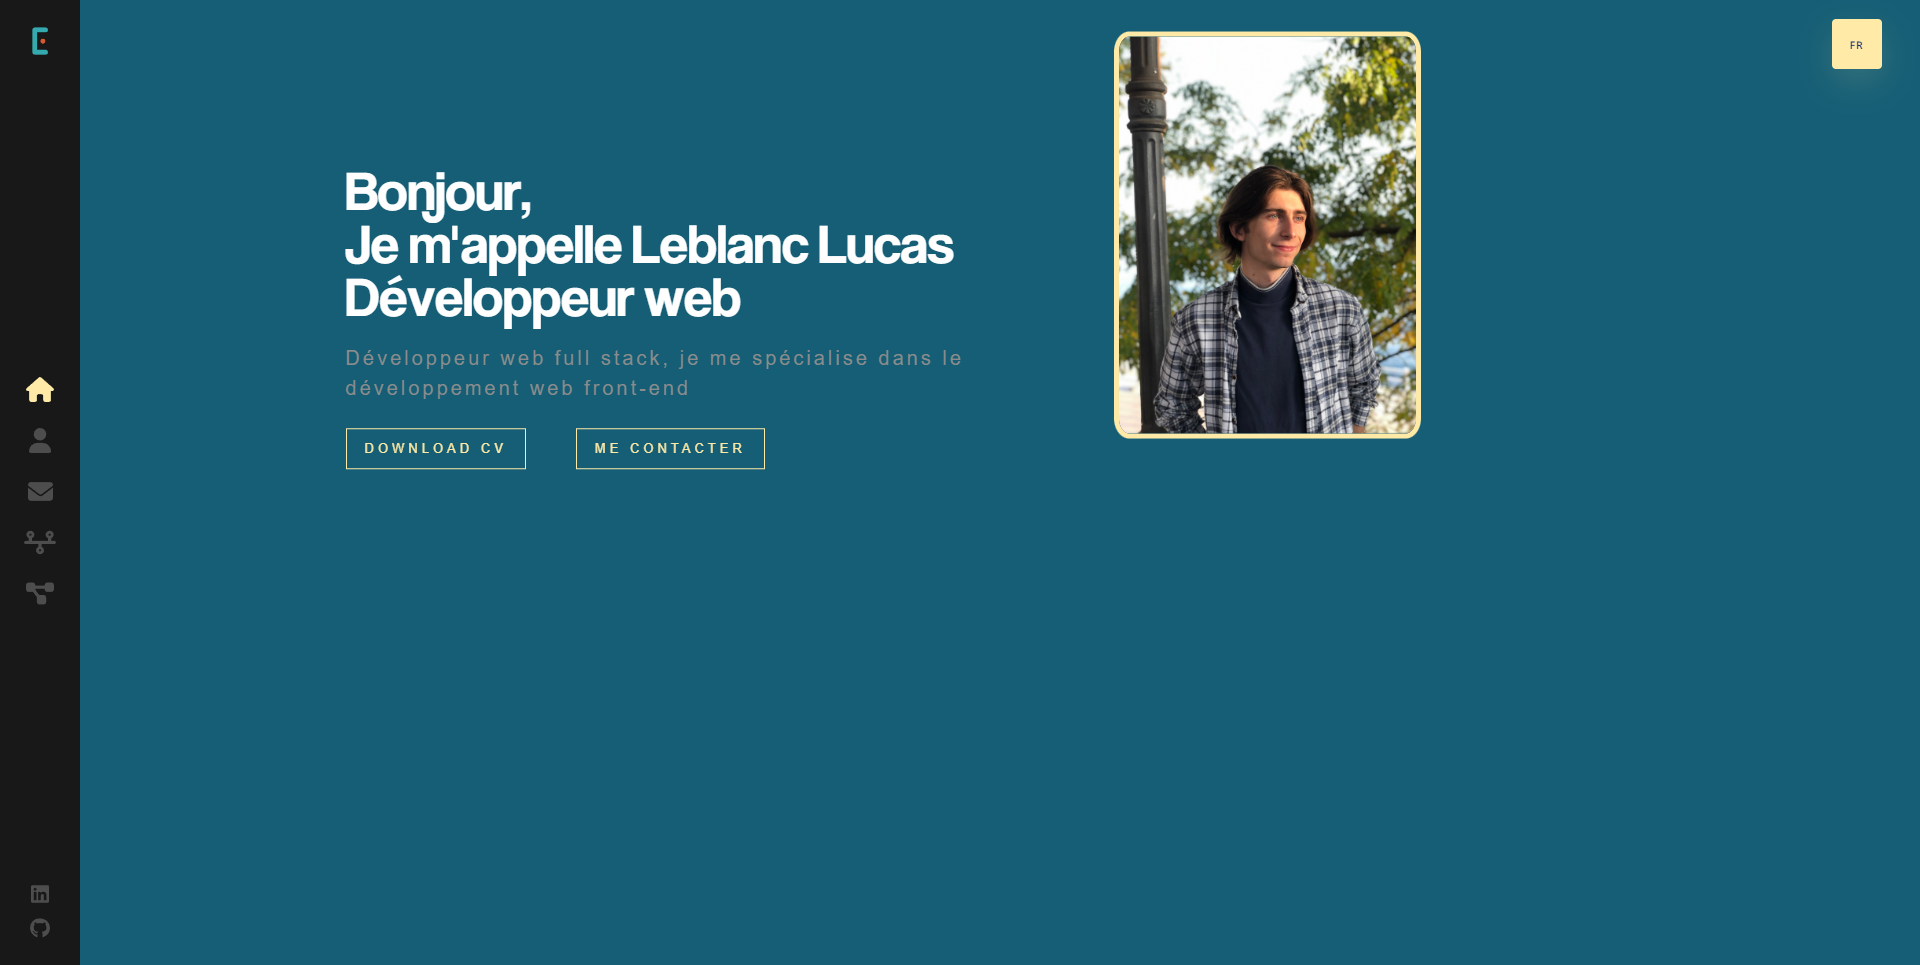 FR
Bonjour,
Je m'appelle Leblanc Lucas
Développeur web
Développeur web full stack, je me spécialise dans le
développement web front-end
DOWNLOAD CV
ME CONTACTER